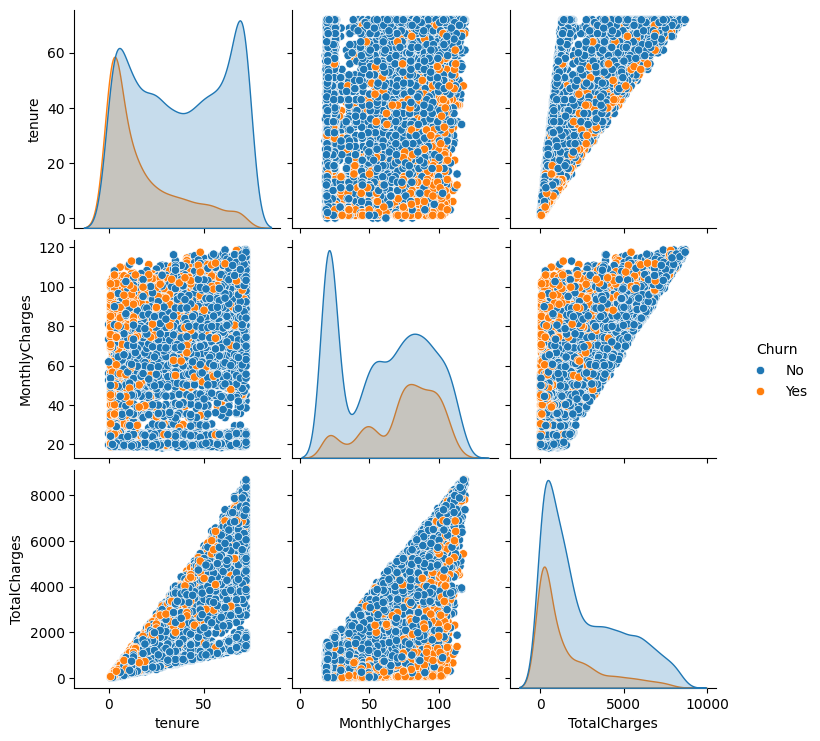 60
40
20
0
tenure
120
100
80
60
40
20
MonthlyCharges
Churn
No
Yes
8000
6000
4000
2000
0
TotalCharges
0 50
0 50 100
0 5000 10000
tenure
MonthlyCharges
TotalCharges